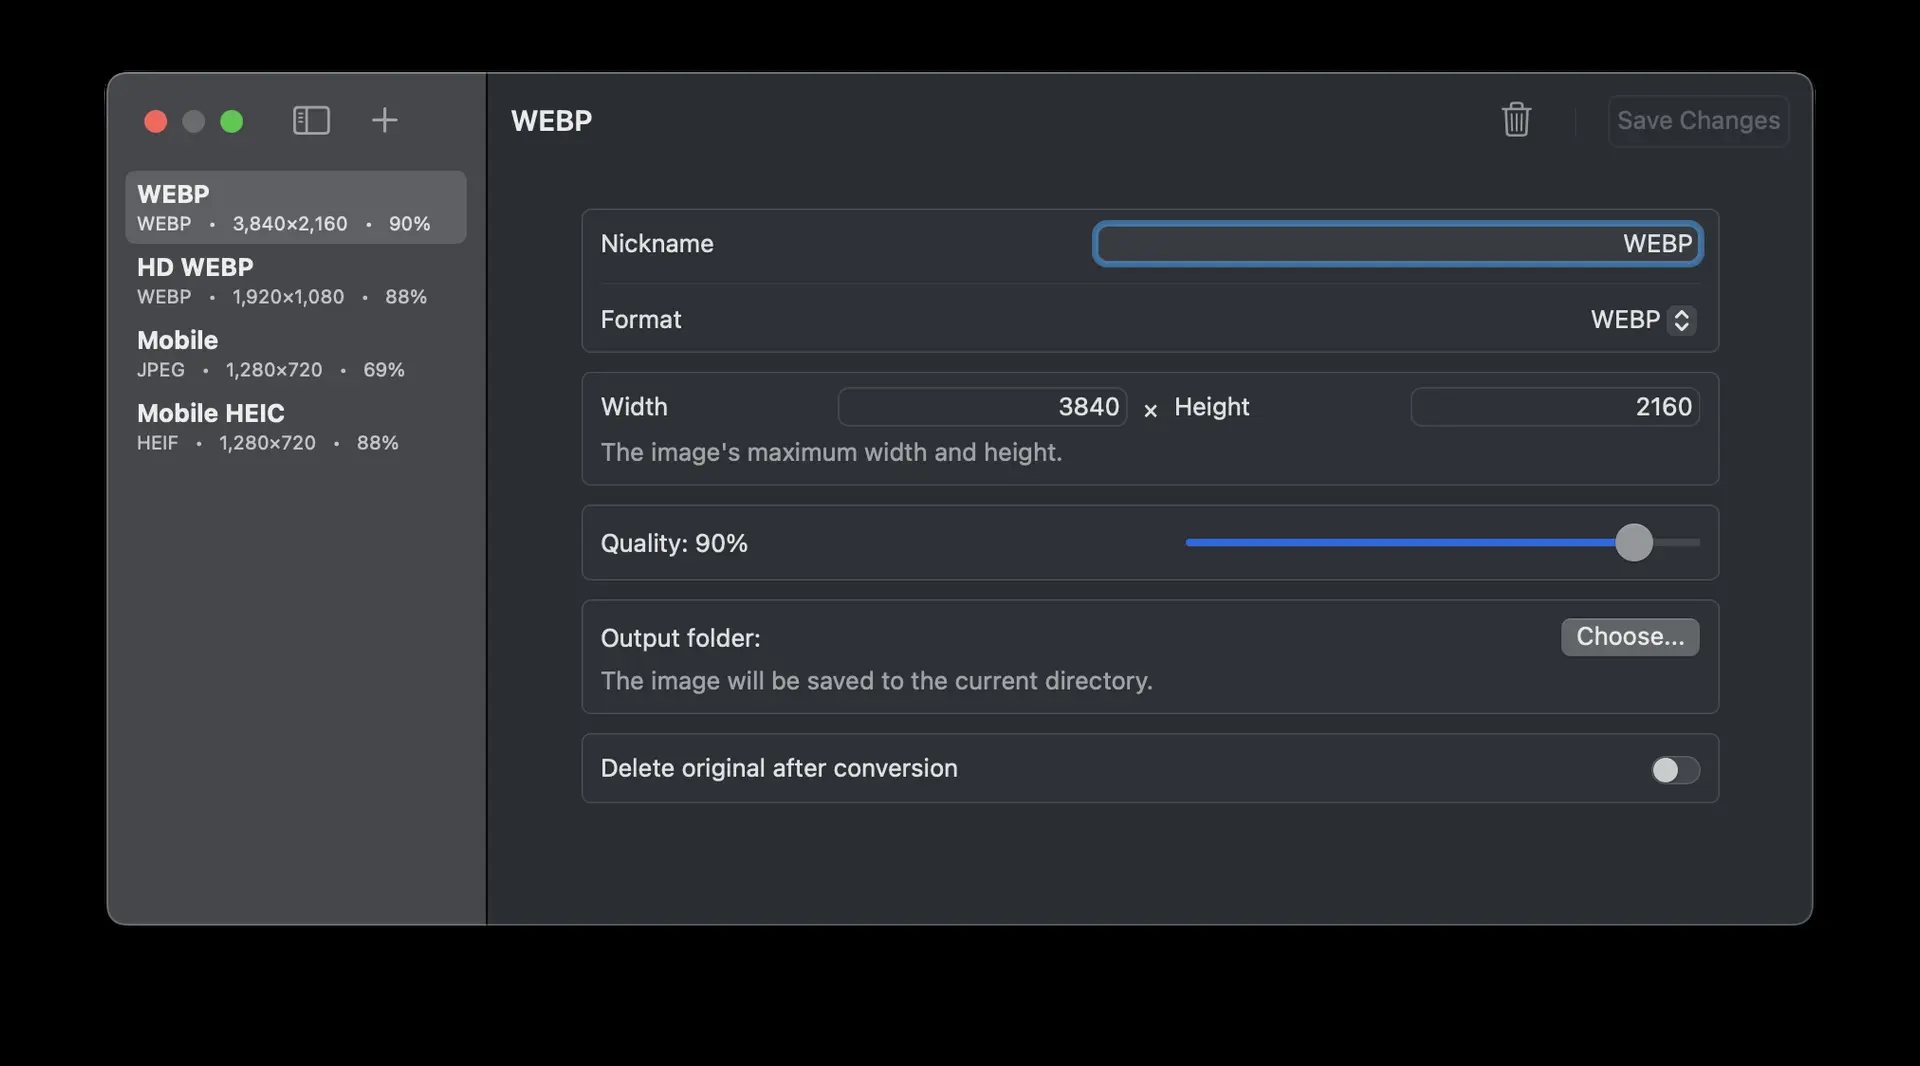 WEBP
WEBP • 3,840×2,160 • 90%
HD WEBP
WEBP • 1,920×1,080 • 88%
Mobile
JPEG • 1,280×720 • 69%
Mobile HEIC
HEIF • 1,280×720 • 88%
WEBP
Save Changes
Nickname WEBP
Format WEBP
Width 3840 × Height 2160
The image's maximum width and height.
Quality: 90%
Output folder: Choose...
The image will be saved to the current directory.
Delete original after conversion